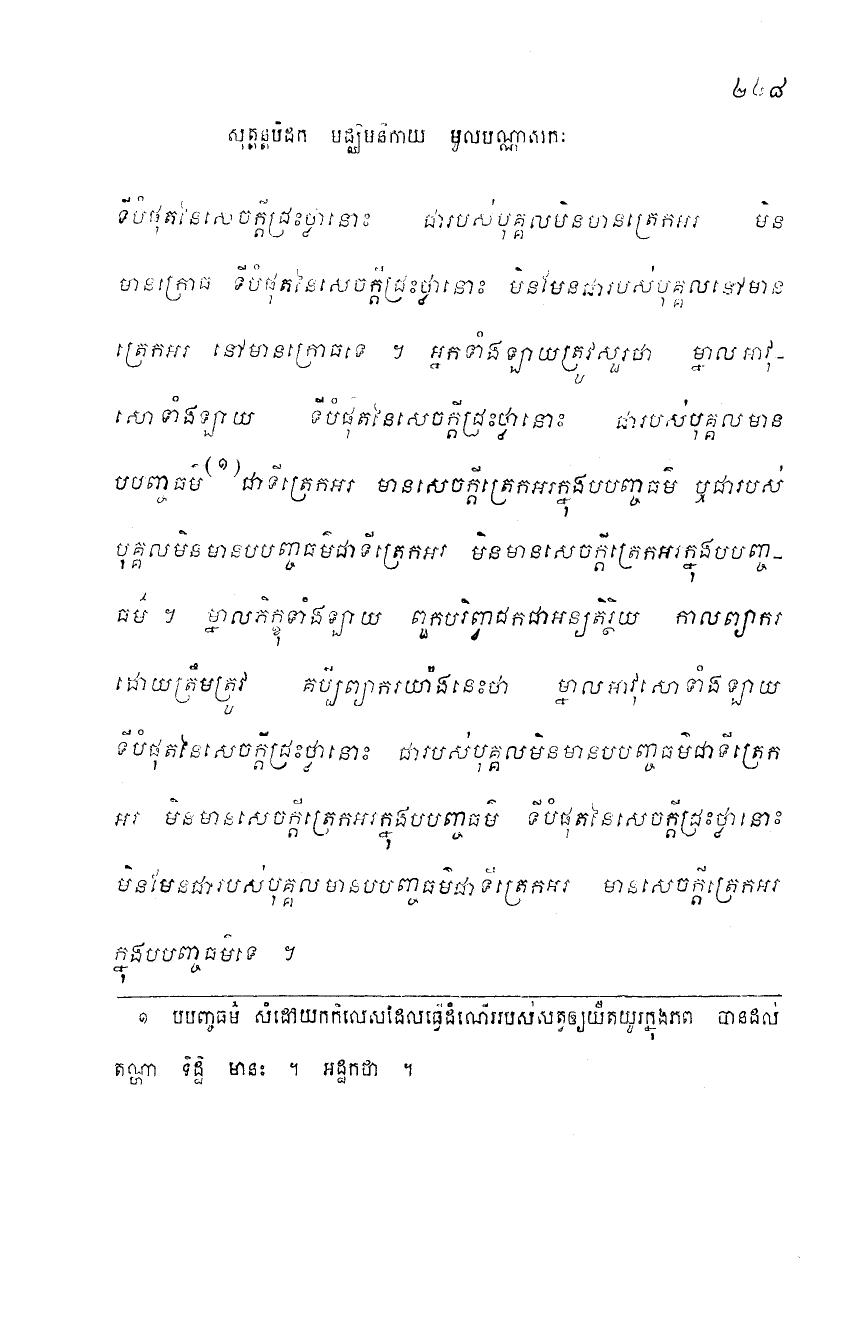 ២៤៨
សុត្តន្តបិដក មជ្ឈិមនិកាយ មូលបណ្ណាសកៈ
ទីបំផុតនៃសេចក្តីជ្រះថ្លានោះ ជារបស់បុគ្គលមិនមានត្រេកអរ មិន
មានក្រោធ ទីបំផុតនៃសេចក្តីជ្រះថ្លានោះ មិនមែនជារបស់បុគ្គលនៅមាន
ត្រេកអរ នៅមានក្រោធទេ ។ អ្នកទាំងឡាយត្រូវសួរថា ម្នាលអាវុ-
សោទាំងឡាយ ទីបំផុតនៃសេចក្តីជ្រះថ្លានោះ ជារបស់បុគ្គលមាន
បបញ្ចធម៌(១)ជាទីត្រេកអរ មានសេចក្តីត្រេកអរក្នុងបបញ្ចធម៌ ឬជារបស់
បុគ្គលមិនមានបបញ្ចធម៌ជាទីត្រេកអរ មិនមានសេចក្តីត្រេកអរក្នុងបបញ្ច-
ធម៌ ។ ម្នាលភិក្ខុទាំងឡាយ ពួកបរិព្វាជកជាអន្យតិរ្ថិយ កាលព្យាករ
ដោយត្រឹមត្រូវ គប្បីព្យាករយ៉ាងនេះថា ម្នាលអាវុសោទាំងឡាយ
ទីបំផុតនៃសេចក្តីជ្រះថ្លានោះ ជារបស់បុគ្គលមិនមានបបញ្ចធម៌ជាទីត្រេក
អរ មិនមានសេចក្តីត្រេកអរក្នុងបបញ្ចធម៌ ទីបំផុតនៃសេចក្តីជ្រះថ្លានោះ
មិនមែនជារបស់បុគ្គលមានបបញ្ចធម៌ជាទីត្រេកអរ មានសេចក្តីត្រេកអរ
ក្នុងបបញ្ចធម៌ទេ ។
១ បបញ្ចធម៌ សំដៅយកកិលេសដែលធ្វើដំណើររបស់សត្វឲ្យយឺតយូរក្នុងភព បានដល់
តណ្ហា ទិដ្ឋិ មានះ ។ អដ្ឋកថា ។